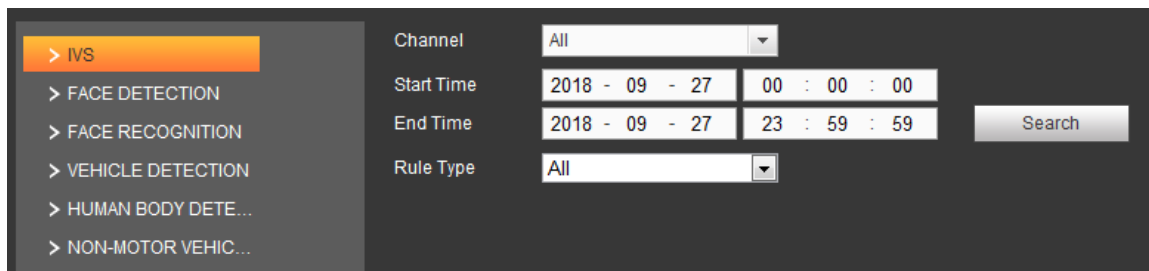 > IVS
> FACE DETECTION
> FACE RECOGNITION
> VEHICLE DETECTION
> HUMAN BODY DETE...
> NON-MOTOR VEHIC...
Channel All
Start Time 2018 - 09 - 27 00 : 00 : 00
End Time 2018 - 09 - 27 23 : 59 : 59 Search
Rule Type All